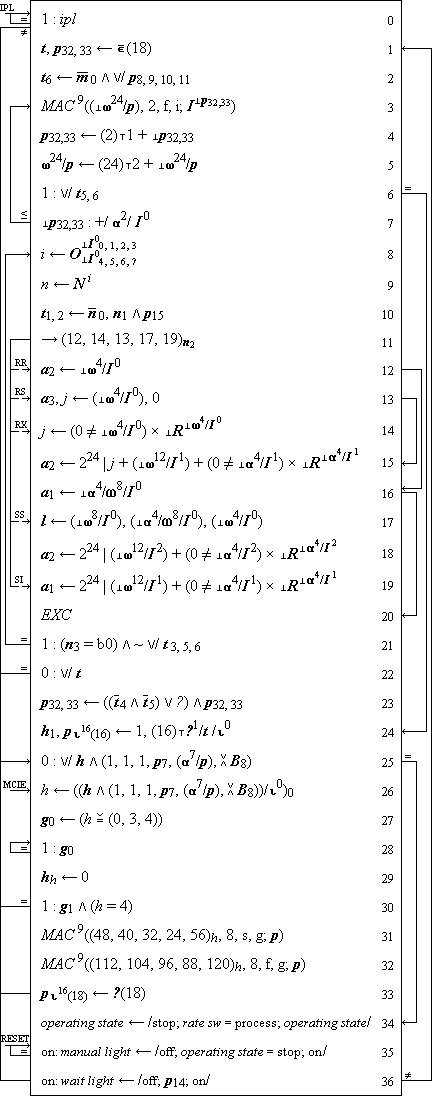 IPL
1 : ipl 0
t, p32, 33 ← ϵ̄ (18) 1
t6 ← m̄0 ∧ ∨/ p8, 9, 10, 11 2
MAC⁹((⊥ω²⁴/p), 2, f, i; I^⊥p32,33) 3
p32,33 ← (2)⊤1 + ⊥p32,33 4
ω²⁴/p ← (24)⊤2 + ⊥ω²⁴/p 5
1 : ∨/ t5, 6 6 =
≤ ⊥p32,33 : +/ α²/ I⁰ 7
i ← O^⊥I⁰0, 1, 2, 3 _⊥I⁰4, 5, 6, ? 8
n ← Nⁱ 9
t1, 2 ← n̄0, n1 ∧ p15 10
→ (12, 14, 13, 17, 19)n2 11
RR a2 ← ⊥ω⁴/I⁰ 12
RS a3, j ← (⊥ω⁴/I⁰), 0 13
RX j ← (0 ≠ ⊥ω⁴/I⁰) × ⊥R^⊥ω⁴/I⁰ 14
a2 ← 2²⁴ | j + (⊥ω¹²/I¹) + (0 ≠ ⊥α⁴/I¹) × ⊥R^⊥α⁴/I¹ 15
a1 ← ⊥α⁴/ω⁸/I⁰ 16
SS l ← (⊥ω⁸/I⁰), (⊥α⁴/ω⁸/I⁰), (⊥ω⁴/I⁰) 17
a2 ← 2²⁴ | (⊥ω¹²/I²) + (0 ≠ ⊥α⁴/I²) × ⊥R^⊥α⁴/I² 18
SI a1 ← 2²⁴ | (⊥ω¹²/I¹) + (0 ≠ ⊥α⁴/I¹) × ⊥R^⊥α⁴/I¹ 19
EXC 20
= 1 : (n3 = b0) ∧ ~ ∨/ t3, 5, 6 21
= 0 : ∨/ t 22
p32, 33 ← ((t̄4 ∧ t̄5) ∨ ?) ∧ p32, 33 23
h1, p ι¹⁶(16) ← 1, (16)⊤?¹/t /ι⁰ 24
0 : ∨/ h ∧ (1, 1, 1, p7, (α⁷/p), ⩔ B8) 25 =
MCIE h ← ((h ∧ (1, 1, 1, p7, (α⁷/p), ⩔ B8))/ι⁰)0 26
g0 ← (h ≚ (0, 3, 4)) 27
= 1 : g0 28
hh ← 0 29
= 1 : g1 ∧ (h = 4) 30
MAC⁹((48, 40, 32, 24, 56)h, 8, s, g; p) 31
MAC⁹((112, 104, 96, 88, 120)h, 8, f, g; p) 32
p ι¹⁶(18) ← ?(18) 33
operating state ← /stop; rate sw = process; operating state/ 34
RESET = on: manual light ← /off; operating state = stop; on/ 35
on: wait light ← /off; p14; on/ 36 ≠